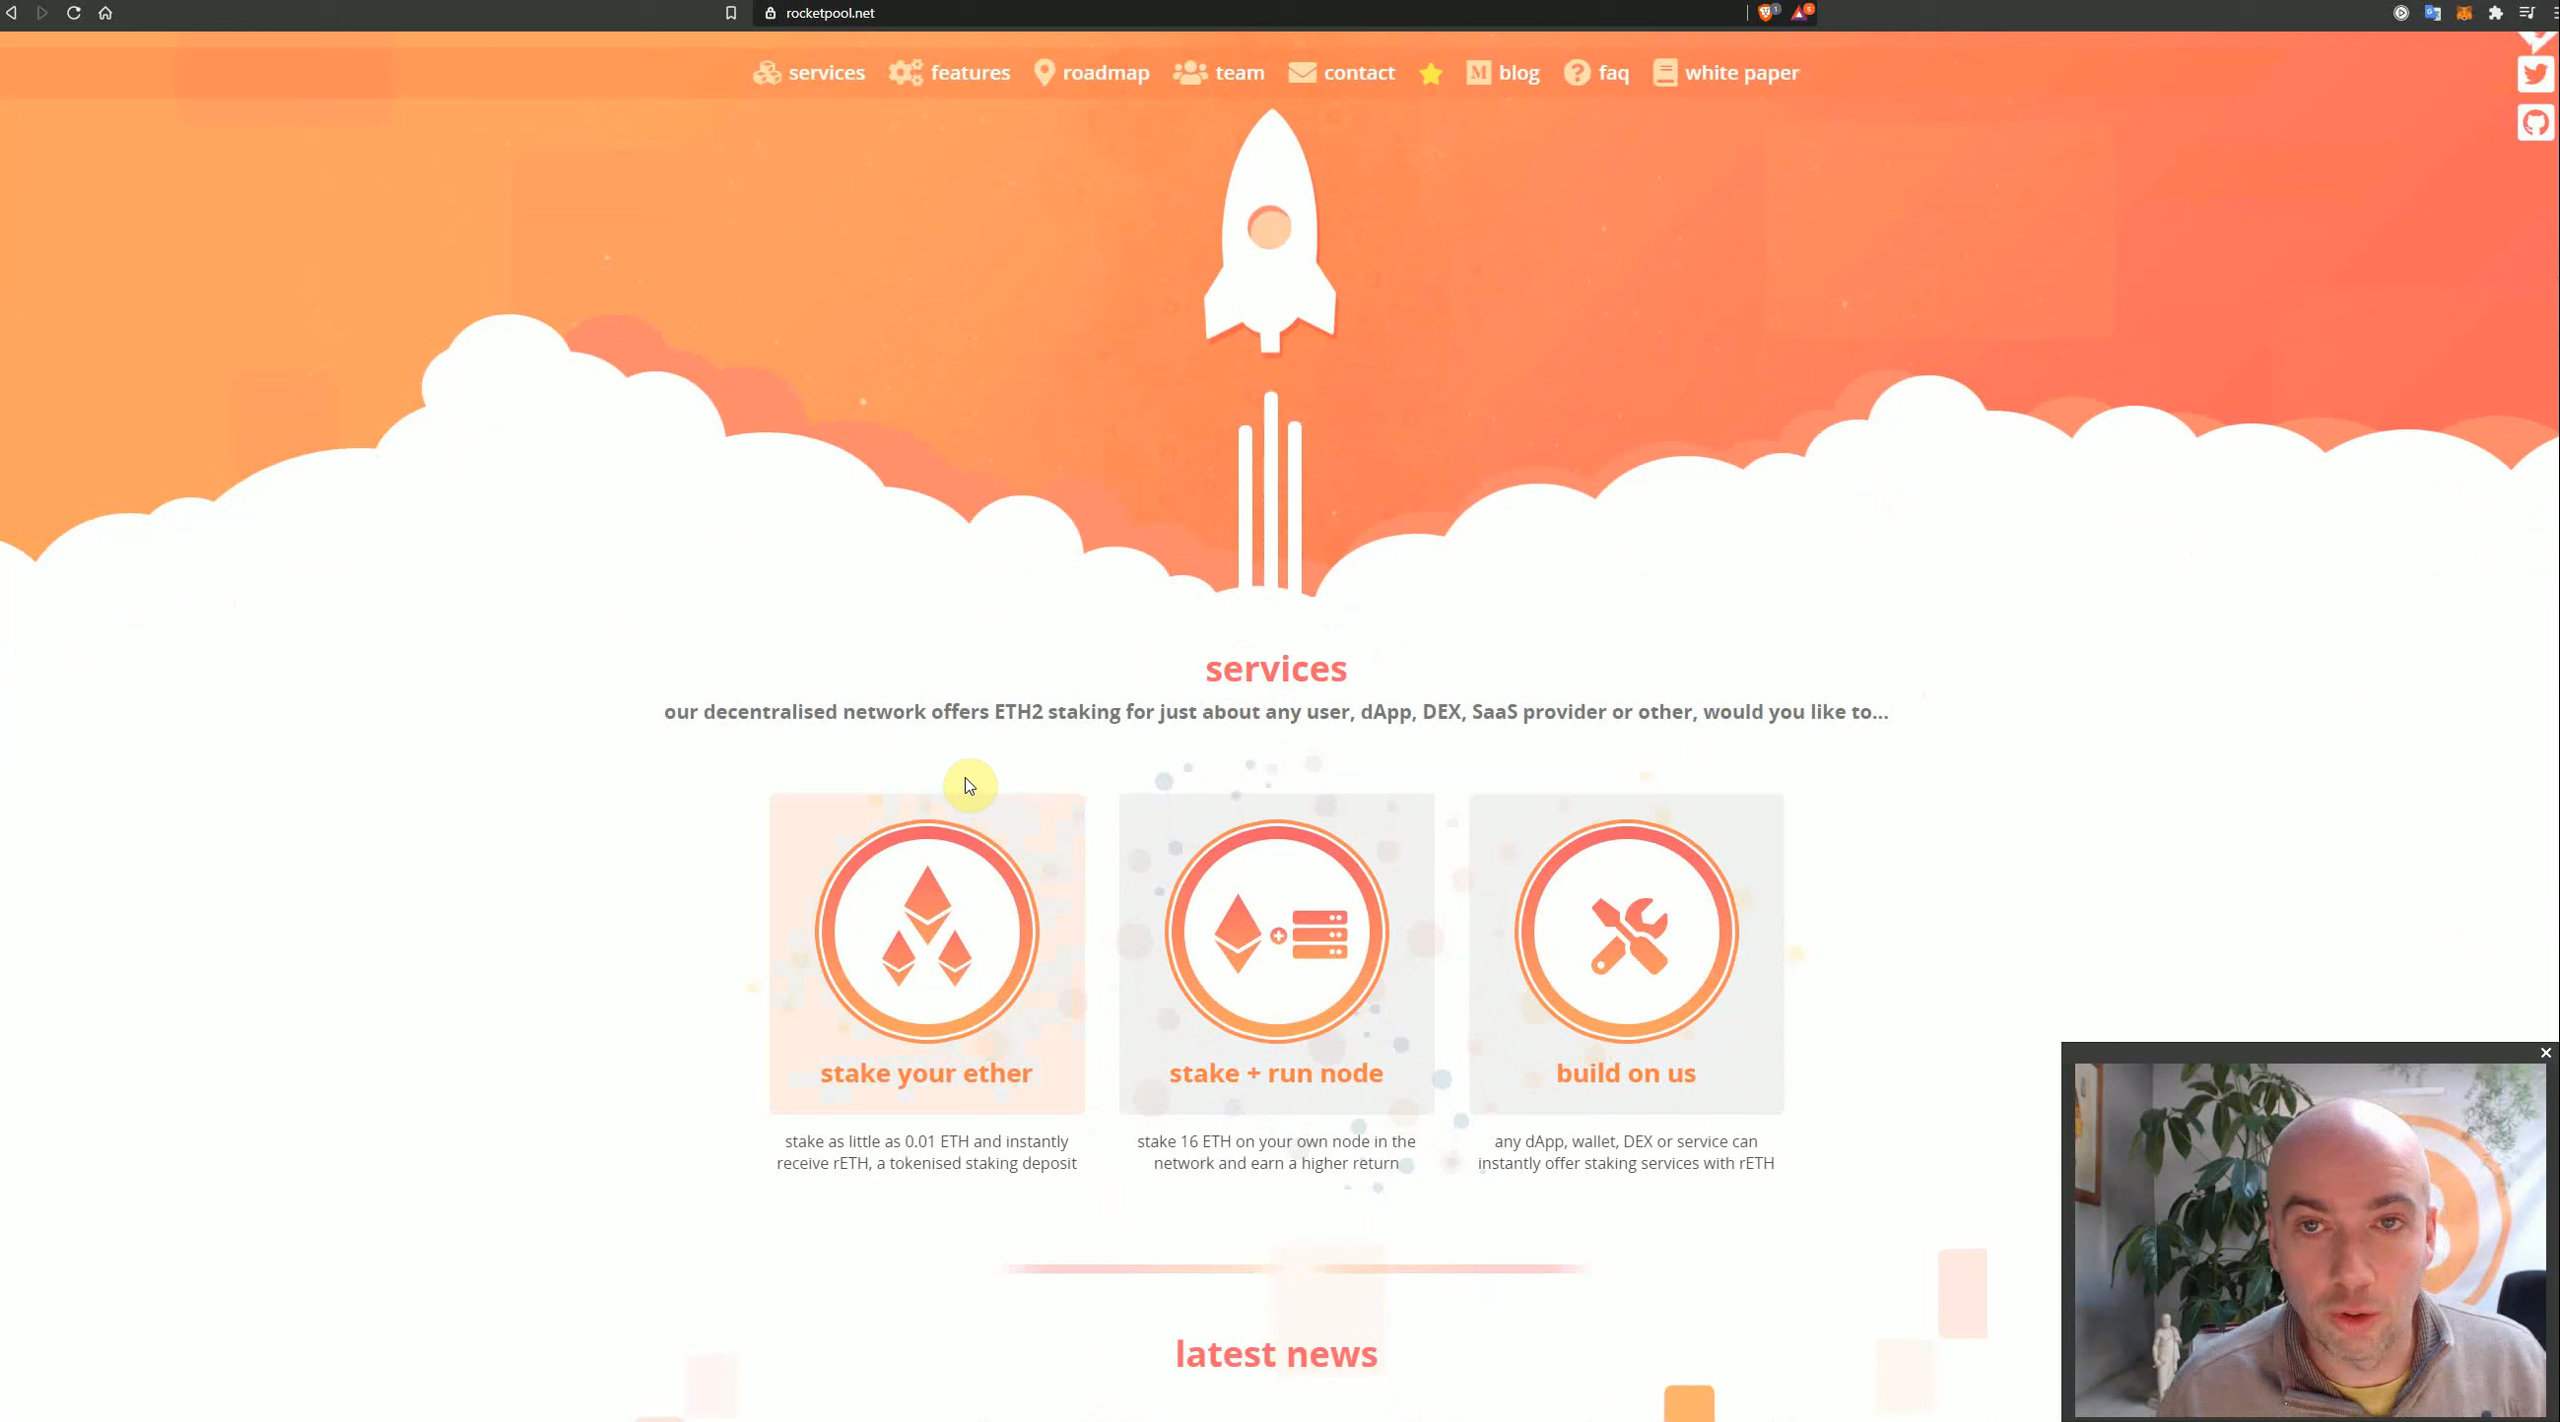 rocketpool.net
services
features
roadmap
team
contact
blog
faq
white paper
services
our decentralised network offers ETH2 staking for just about any user, dApp, DEX, SaaS provider or other, would you like to...
stake your ether
stake as little as 0.01 ETH and instantly
receive rETH, a tokenised staking deposit
stake + run node
stake 16 ETH on your own node in the
network and earn a higher return
build on us
any dApp, wallet, DEX or service can
instantly offer staking services with rETH
latest news